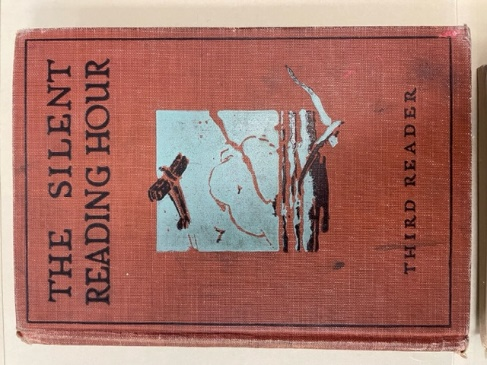 THE SILENT
READING HOUR
THIRD READER